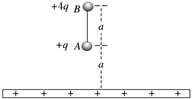 +4q B
a
+q A
a
+ + + + + + +